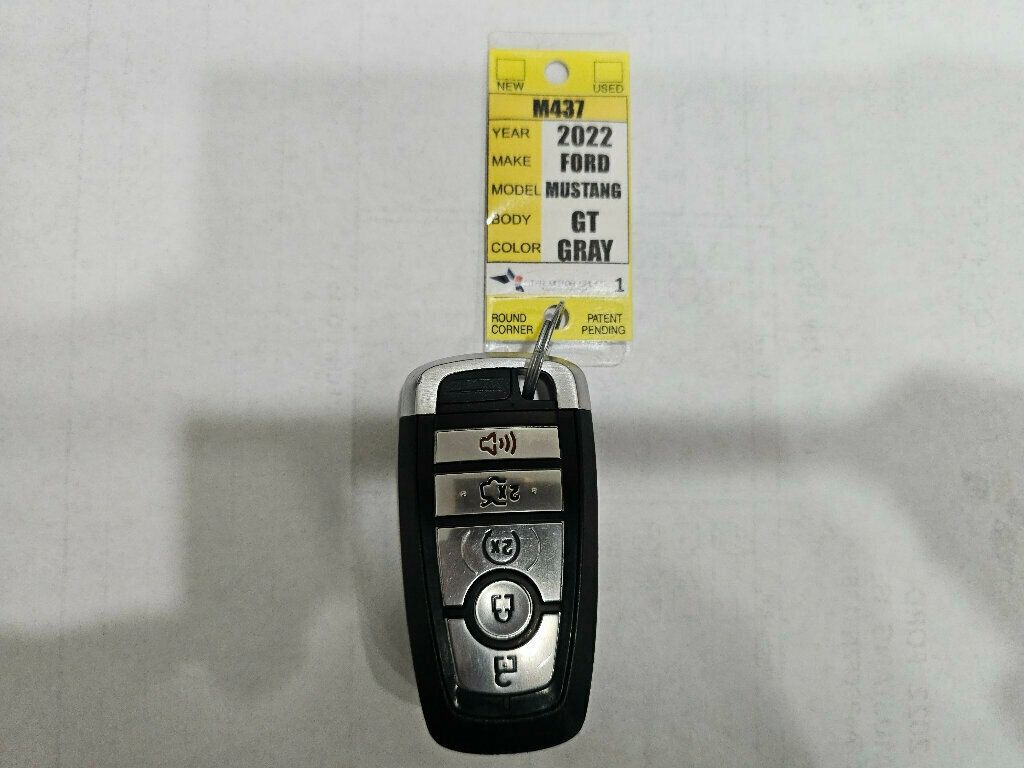 NEW USED
M437
YEAR 2022
MAKE FORD
MODEL MUSTANG
BODY GT
COLOR GRAY
1
ROUND CORNER
PATENT PENDING
2X
2X